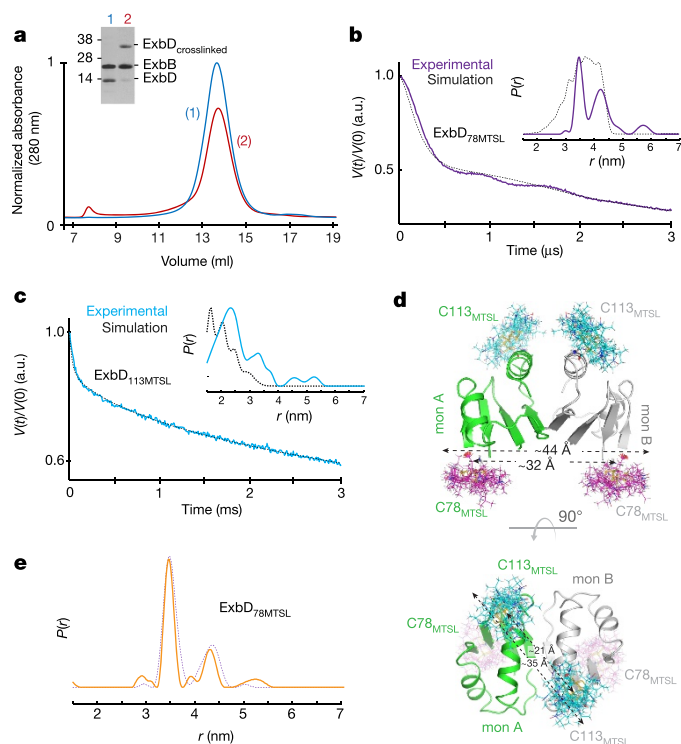 a
1 2
38
28
14
ExbDcrosslinked
ExbB
ExbD
Normalized absorbance
(280 nm)
1
0
(1)
(2)
7 9 11 13 15 17 19
Volume (ml)
b
Experimental
Simulation
V(t)/V(0) (a.u.)
1.0
0.5
ExbD78MTSL
P(r)
2 3 4 5 6 7
r (nm)
0 1 2 3
Time (μs)
c
Experimental
Simulation
V(t)/V(0) (a.u.)
1.0
0.6
ExbD113MTSL
P(r)
2 3 4 5 6 7
r (nm)
0 1 2 3
Time (ms)
d
C113MTSL
C113MTSL
mon A
mon B
~44 Å
~32 Å
C78MTSL
C78MTSL
90°
C113MTSL
mon B
C78MTSL
~21 Å
~35 Å
C78MTSL
mon A
C113MTSL
e
P(r)
ExbD78MTSL
2 3 4 5 6 7
r (nm)